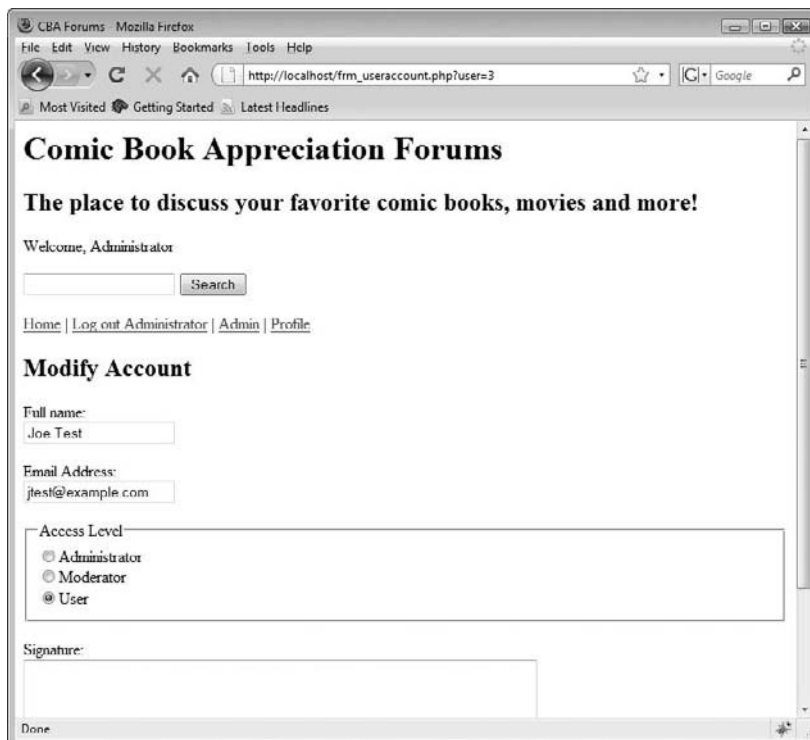 CBA Forums - Mozilla Firefox
File Edit View History Bookmarks Tools Help
http://localhost/frm_useraccount.php?user=3
G
Google
Most Visited Getting Started Latest Headlines
Comic Book Appreciation Forums
The place to discuss your favorite comic books, movies and more!
Welcome, Administrator
Search
Home | Log out Administrator | Admin | Profile
Modify Account
Full name:
Joe Test
Email Address:
jtest@example.com
Access Level
Administrator
Moderator
User
Signature:
Done